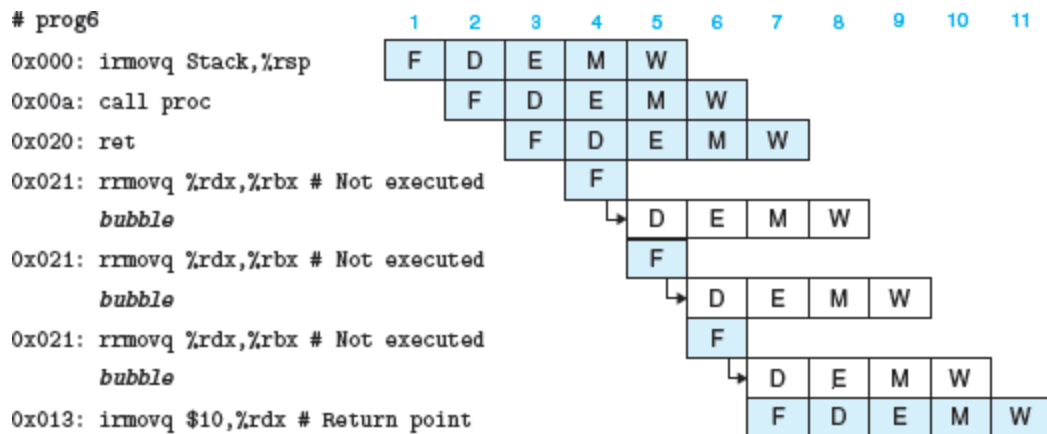 # prog6 1 2 3 4 5 6 7 8 9 10 11
0x000: irmovq Stack,%rsp F D E M W
0x00a: call proc F D E M W
0x020: ret F D E M W
0x021: rrmovq %rdx,%rbx # Not executed F
bubble D E M W
0x021: rrmovq %rdx,%rbx # Not executed F
bubble D E M W
0x021: rrmovq %rdx,%rbx # Not executed F
bubble D E M W
0x013: irmovq $10,%rdx # Return point F D E M W